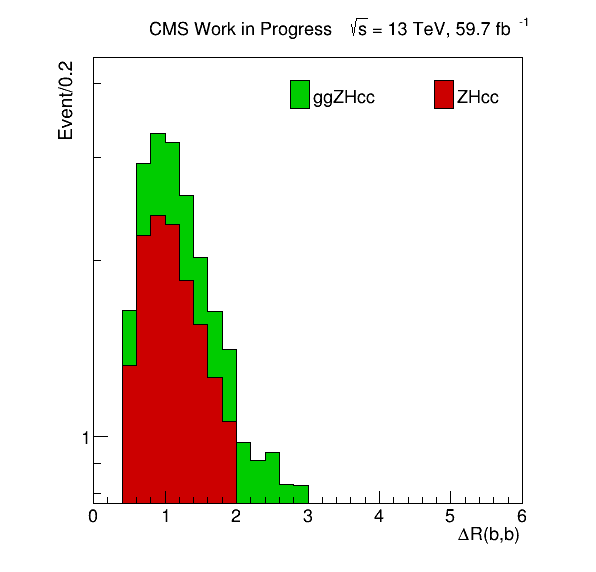 CMS Work in Progress √s = 13 TeV, 59.7 fb⁻¹
Event/0.2
ggZHcc ZHcc
1
0 1 2 3 4 5 6
ΔR(b,b)